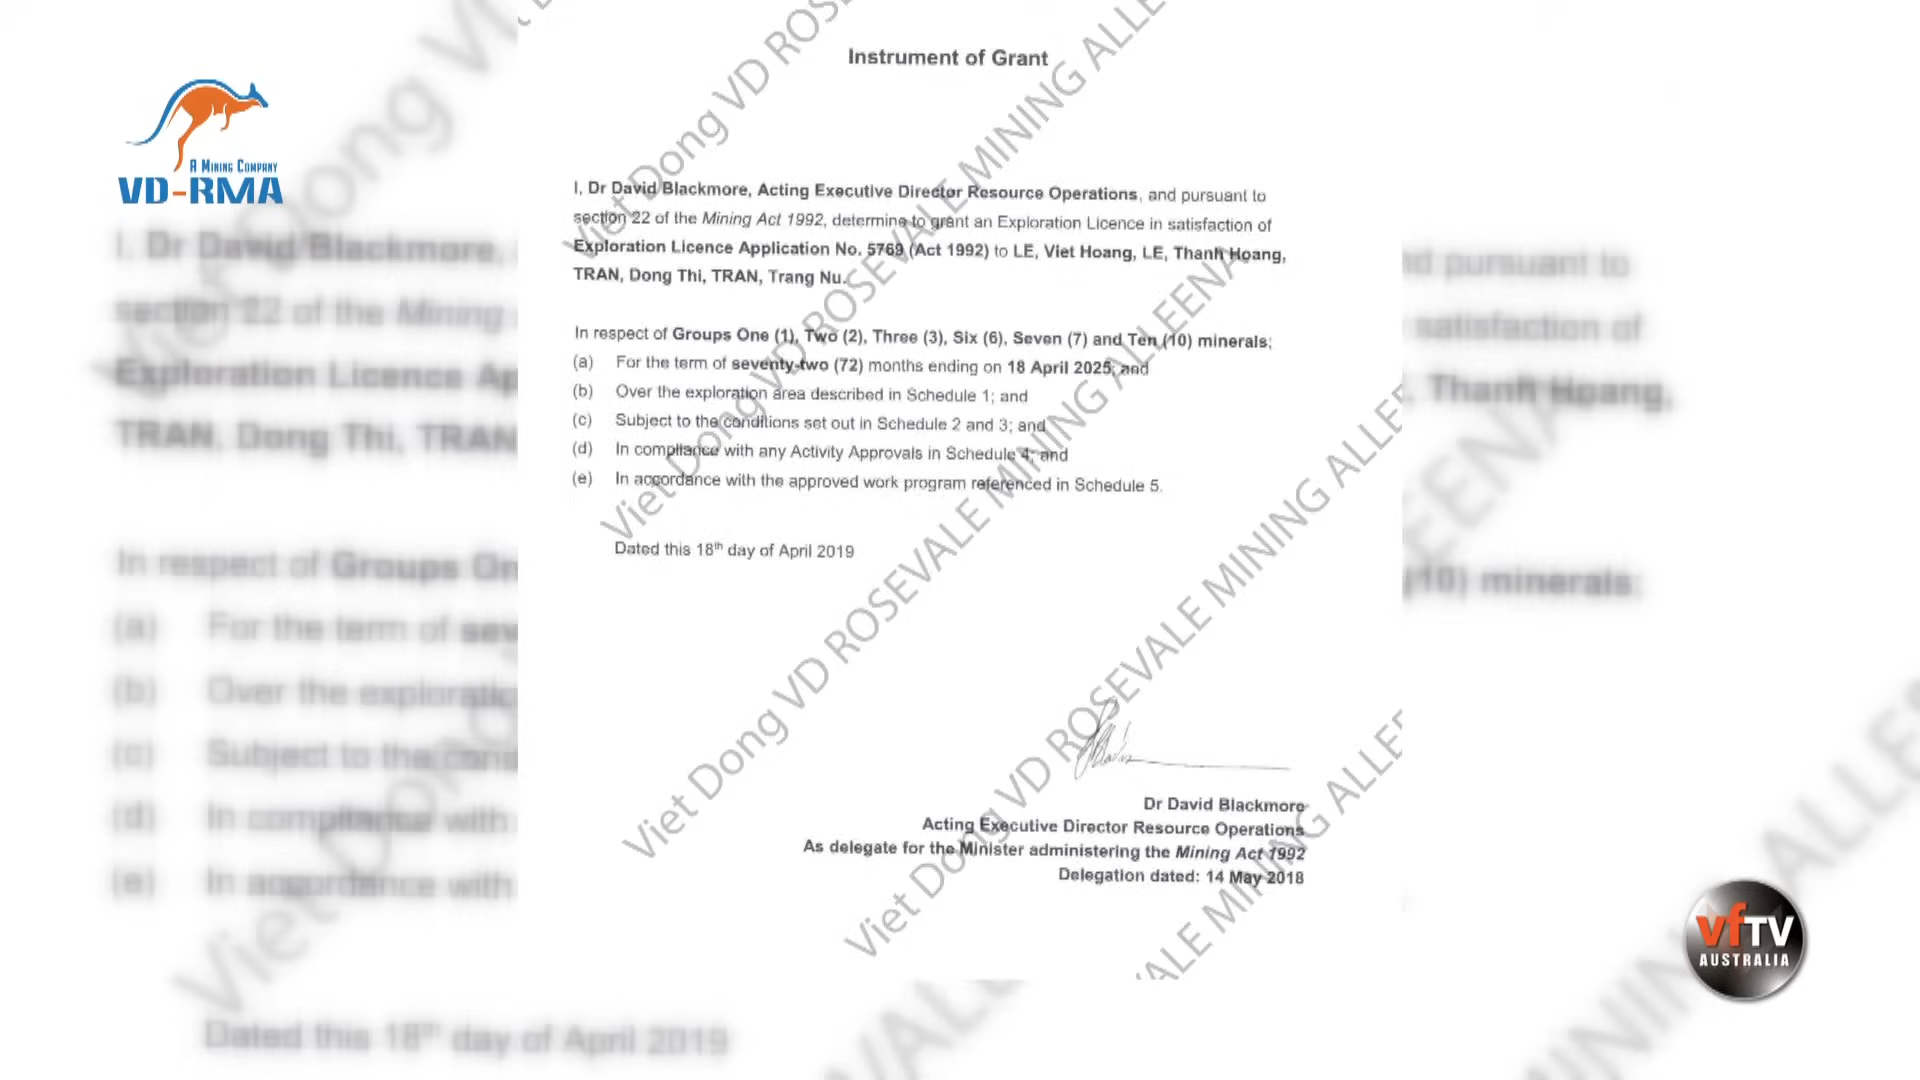 Instrument of Grant
A MINING COMPANY
VD-RMA
I, Dr David Blackmore, Acting Executive Director Resource Operations, and pursuant to
section 22 of the Mining Act 1992, determine to grant an Exploration Licence in satisfaction of
Exploration Licence Application No. 5769 (Act 1992) to LE, Viet Hoang, LE, Thanh Hoang,
TRAN, Dong Thi, TRAN, Trang Nu.
In respect of Groups One (1), Two (2), Three (3), Six (6), Seven (7) and Ten (10) minerals;
(a) For the term of seventy-two (72) months ending on 18 April 2025; and
(b) Over the exploration area described in Schedule 1; and
(c) Subject to the conditions set out in Schedule 2 and 3; and
(d) In compliance with any Activity Approvals in Schedule 4; and
(e) In accordance with the approved work program referenced in Schedule 5.
Dated this 18th day of April 2019
Dr David Blackmore
Acting Executive Director Resource Operations
As delegate for the Minister administering the Mining Act 1992
Delegation dated: 14 May 2018
Viet Dong VD ROSEVALE MINING ALLEENA
vfTV
AUSTRALIA